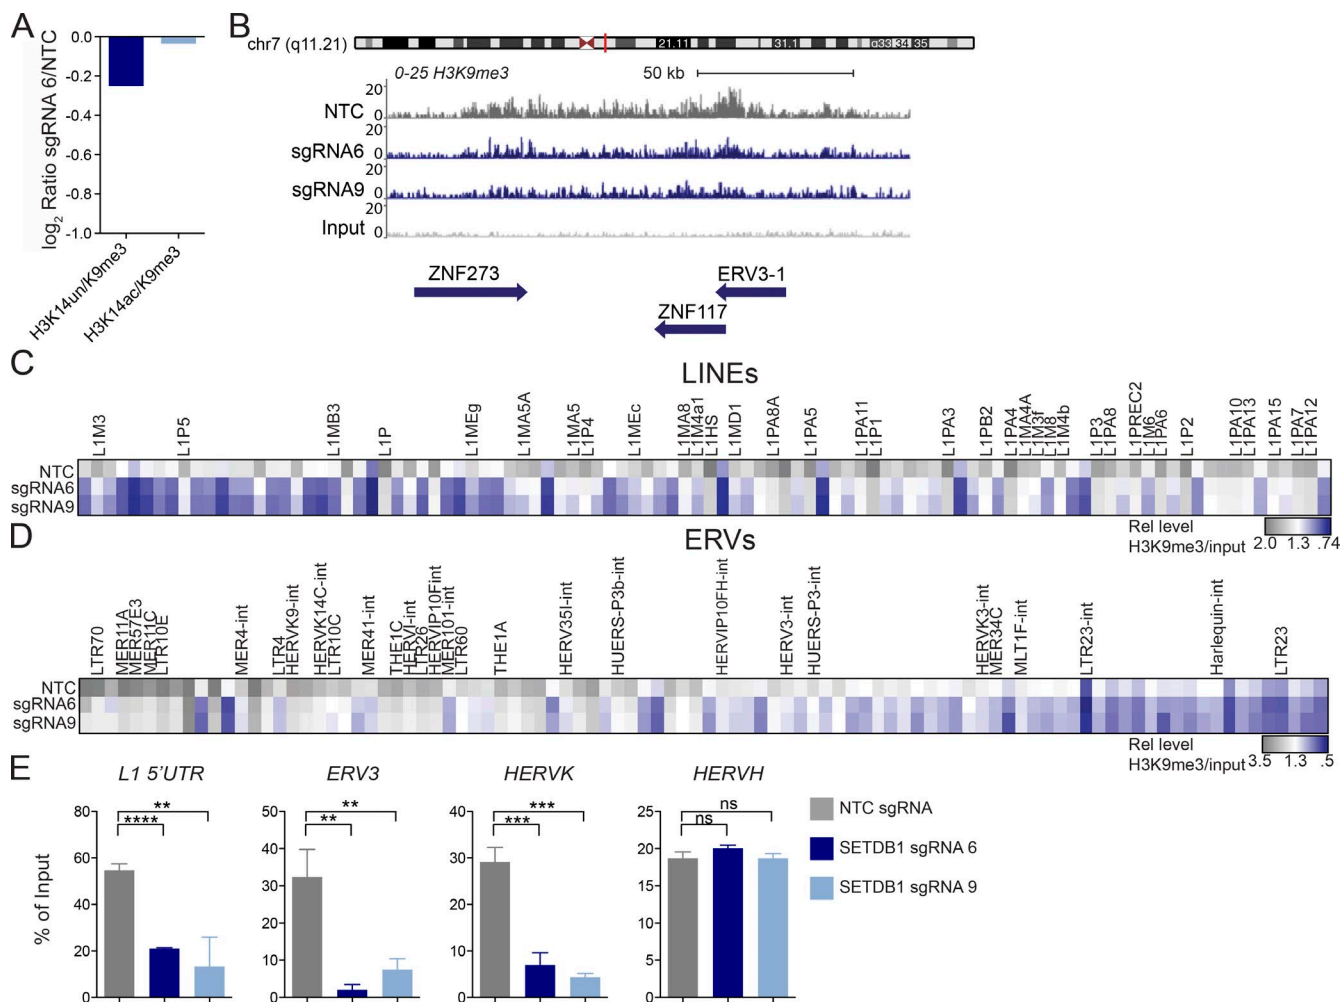 A
log2 Ratio sgRNA 6/NTC
0.0
-0.2
-0.4
-0.6
-0.8
-1.0
H3K14un/K9me3
H3K14ac/K9me3
B
chr7 (q11.21)
21.11
31.1
q33 34 35
0-25 H3K9me3
50 kb
NTC
20
0
sgRNA6
20
0
sgRNA9
20
0
Input
20
0
ZNF273
ERV3-1
ZNF117
C
LINEs
L1M3
L1P5
L1MB3
L1P
L1MEg
L1MA5A
L1MA5
L1P4
L1MEc
L1MA8
L1M4a1
L1HS
L1MD1
L1PA8A
L1PA5
L1PA11
L1P1
L1PA3
L1PB2
L1PA4
L1MA4A
L1M3f
L1M8
L1M4b
L1P3
L1PA8
L1PREC2
L1M6
L1PA6
L1P2
L1PA10
L1PA13
L1PA15
L1PA7
L1PA12
NTC
sgRNA6
sgRNA9
Rel level
H3K9me3/input
2.0 1.3 .74
D
ERVs
LTR70
MER11A
MER57E3
MER11C
LTR10E
MER4-int
LTR4
HERVK9-int
HERVK14C-int
LTR10C
MER41-int
THE1C
HERVI-int
LTR26
HERVIP10Fint
MER101-int
LTR60
THE1A
HERV35I-int
HUERS-P3b-int
HERVIP10FH-int
HERV3-int
HUERS-P3-int
HERVK3-int
MER34C
MLT1F-int
LTR23-int
Harlequin-int
LTR23
NTC
sgRNA6
sgRNA9
Rel level
H3K9me3/input
3.5 1.3 .5
E
% of Input
L1 5'UTR
80
60
40
20
0
**
****
ERV3
50
40
30
20
10
0
**
**
HERVK
40
30
20
10
0
***
***
HERVH
25
20
15
10
5
0
ns
ns
NTC sgRNA
SETDB1 sgRNA 6
SETDB1 sgRNA 9